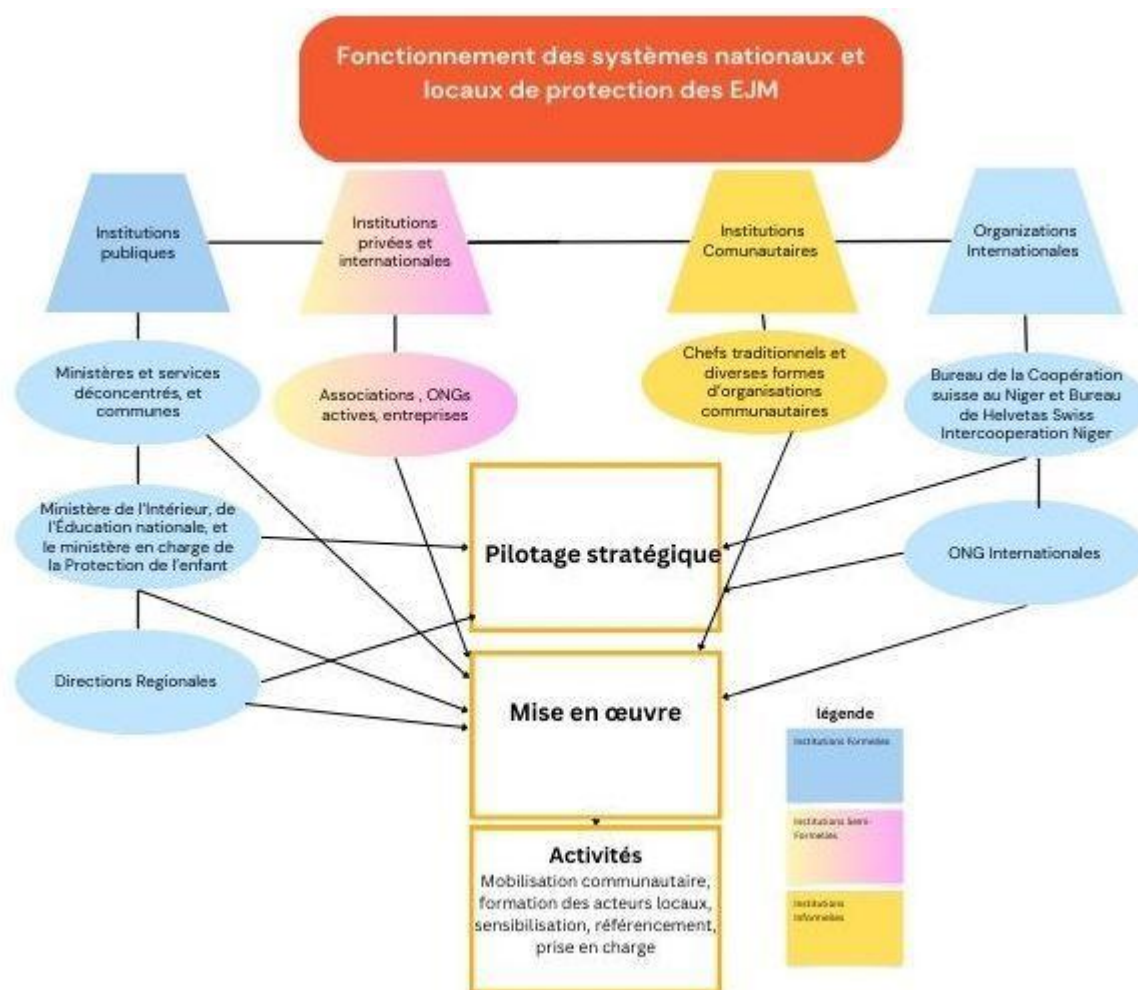 Fonctionnement des systèmes nationaux et
locaux de protection des EJM
Institutions
publiques
Institutions
privées et
internationales
Institutions
Comunautaires
Organizations
Internationales
Ministères et services
déconcentrés, et
communes
Associations , ONGs
actives, entreprises
Chefs traditionnels et
diverses formes
d'organisations
communautaires
Bureau de la Coopération
suisse au Niger et Bureau
de Helvetas Swiss
Intercooperation Niger
Ministère de l'Intérieur, de
l'Éducation nationale, et
le ministère en charge de
la Protection de l'enfant
Pilotage stratégique
ONG Internationales
Directions Regionales
Mise en œuvre
légende
Institutions Formelles
Institutions Semi-
Formelles
Institutions
Informelles
Activités
Mobilisation communautaire,
formation des acteurs locaux,
sensibilisation, référencement,
prise en charge